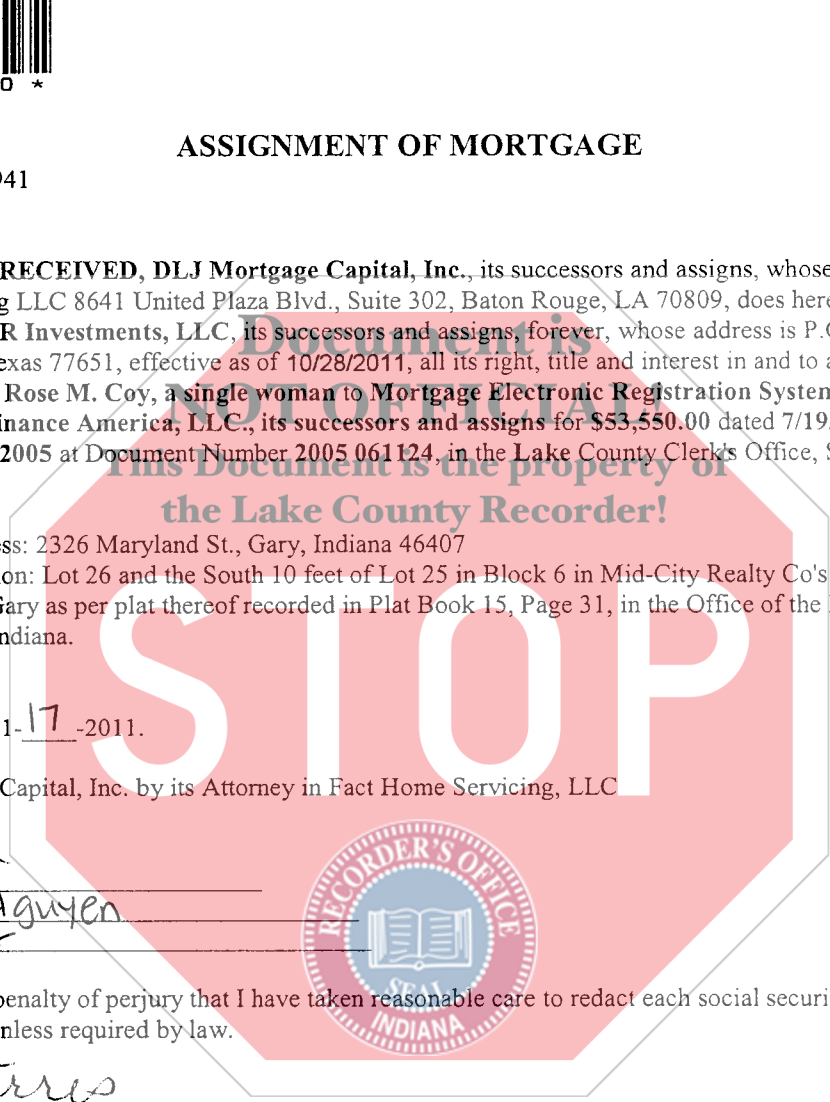 0 *
ASSIGNMENT OF MORTGAGE
941
RECEIVED, DLJ Mortgage Capital, Inc., its successors and assigns, whose
g LLC 8641 United Plaza Blvd., Suite 302, Baton Rouge, LA 70809, does here
R Investments, LLC, its successors and assigns, forever, whose address is P.O
Document is
exas 77651, effective as of 10/28/2011, all its right, title and interest in and to a
Rose M. Coy, a single woman to Mortgage Electronic Registration System
NOT OFFICIAL!
inance America, LLC., its successors and assigns for $53,550.00 dated 7/19
2005 at Document Number 2005 061124, in the Lake County Clerk's Office, S
This Document is the property of
the Lake County Recorder!
ss: 2326 Maryland St., Gary, Indiana 46407
on: Lot 26 and the South 10 feet of Lot 25 in Block 6 in Mid-City Realty Co's
Gary as per plat thereof recorded in Plat Book 15, Page 31, in the Office of the
ndiana.
STOP
1-17-2011.
Capital, Inc. by its Attorney in Fact Home Servicing, LLC
RECORDER'S OFFICE
Nguyen
SEAL
INDIANA
penalty of perjury that I have taken reasonable care to redact each social securi
nless required by law.